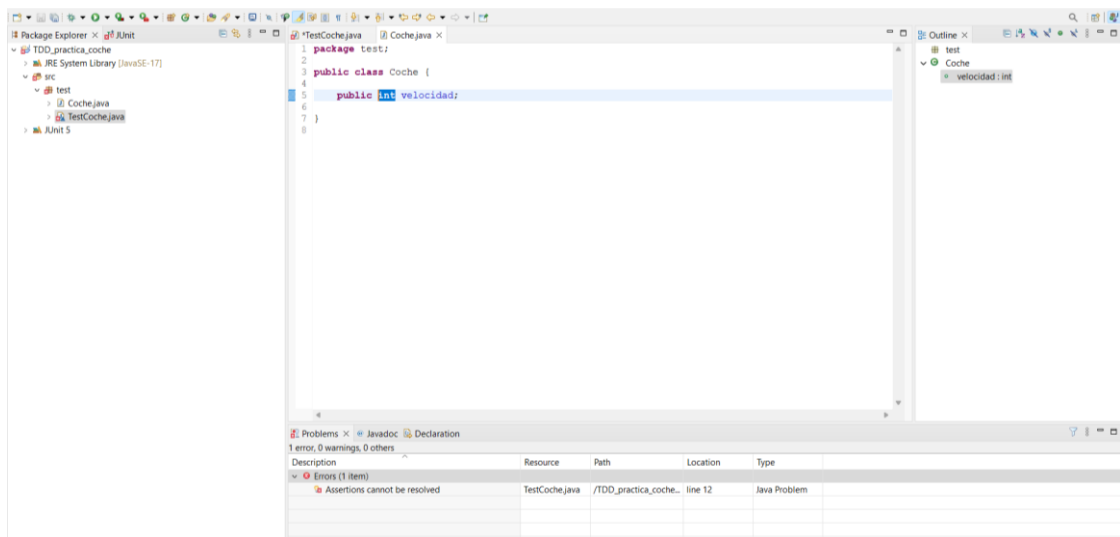 Package Explorer
JUnit
TDD_practica_coche
JRE System Library [JavaSE-17]
src
test
Coche.java
TestCoche.java
JUnit 5
*TestCoche.java
Coche.java
1 package test;
2
3 public class Coche {
4
5 public int velocidad;
6
7 }
8
Outline
test
Coche
velocidad : int
Problems
Javadoc
Declaration
1 error, 0 warnings, 0 others
Description Resource Path Location Type
Errors (1 item)
Assertions cannot be resolved TestCoche.java /TDD_practica_coche... line 12 Java Problem